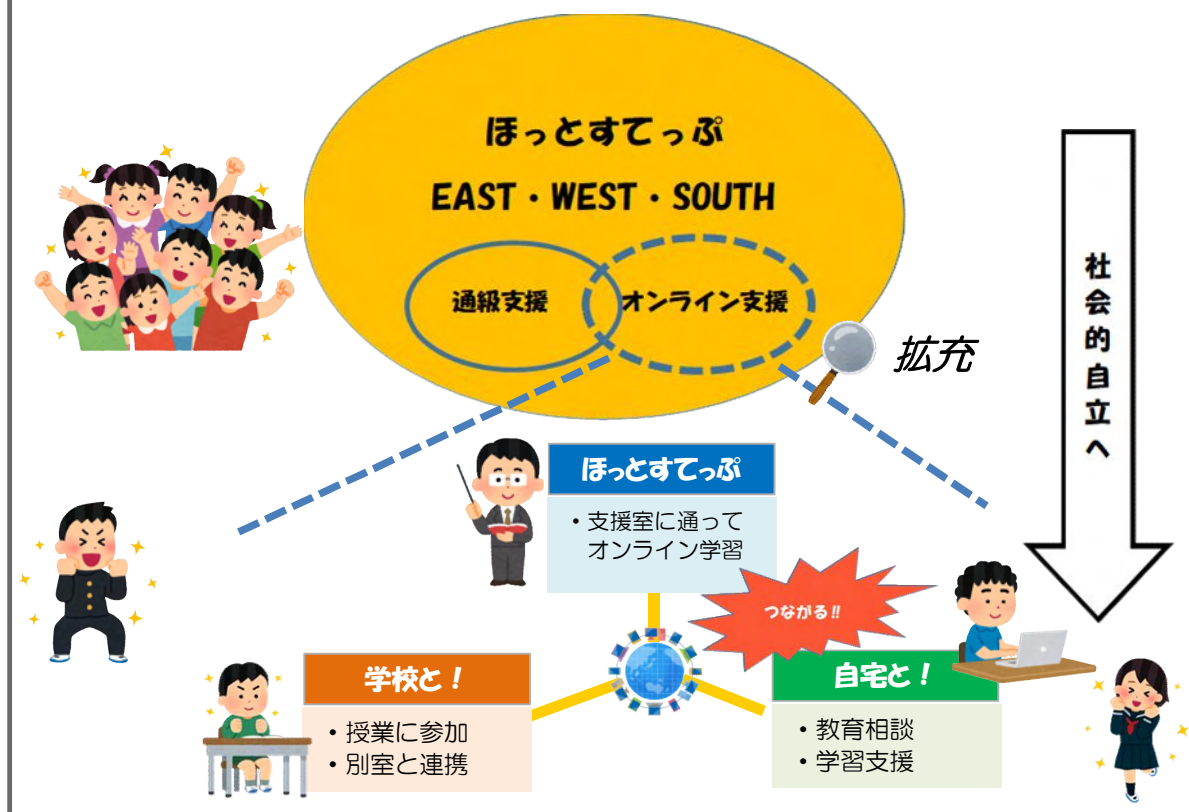 ほっとすてっぷ
EAST・WEST・SOUTH
通級支援
オンライン支援
拡充
社会的自立へ
ほっとすてっぷ
・支援室に通って
オンライン学習
つながる!!
学校と！
・授業に参加
・別室と連携
自宅と！
・教育相談
・学習支援